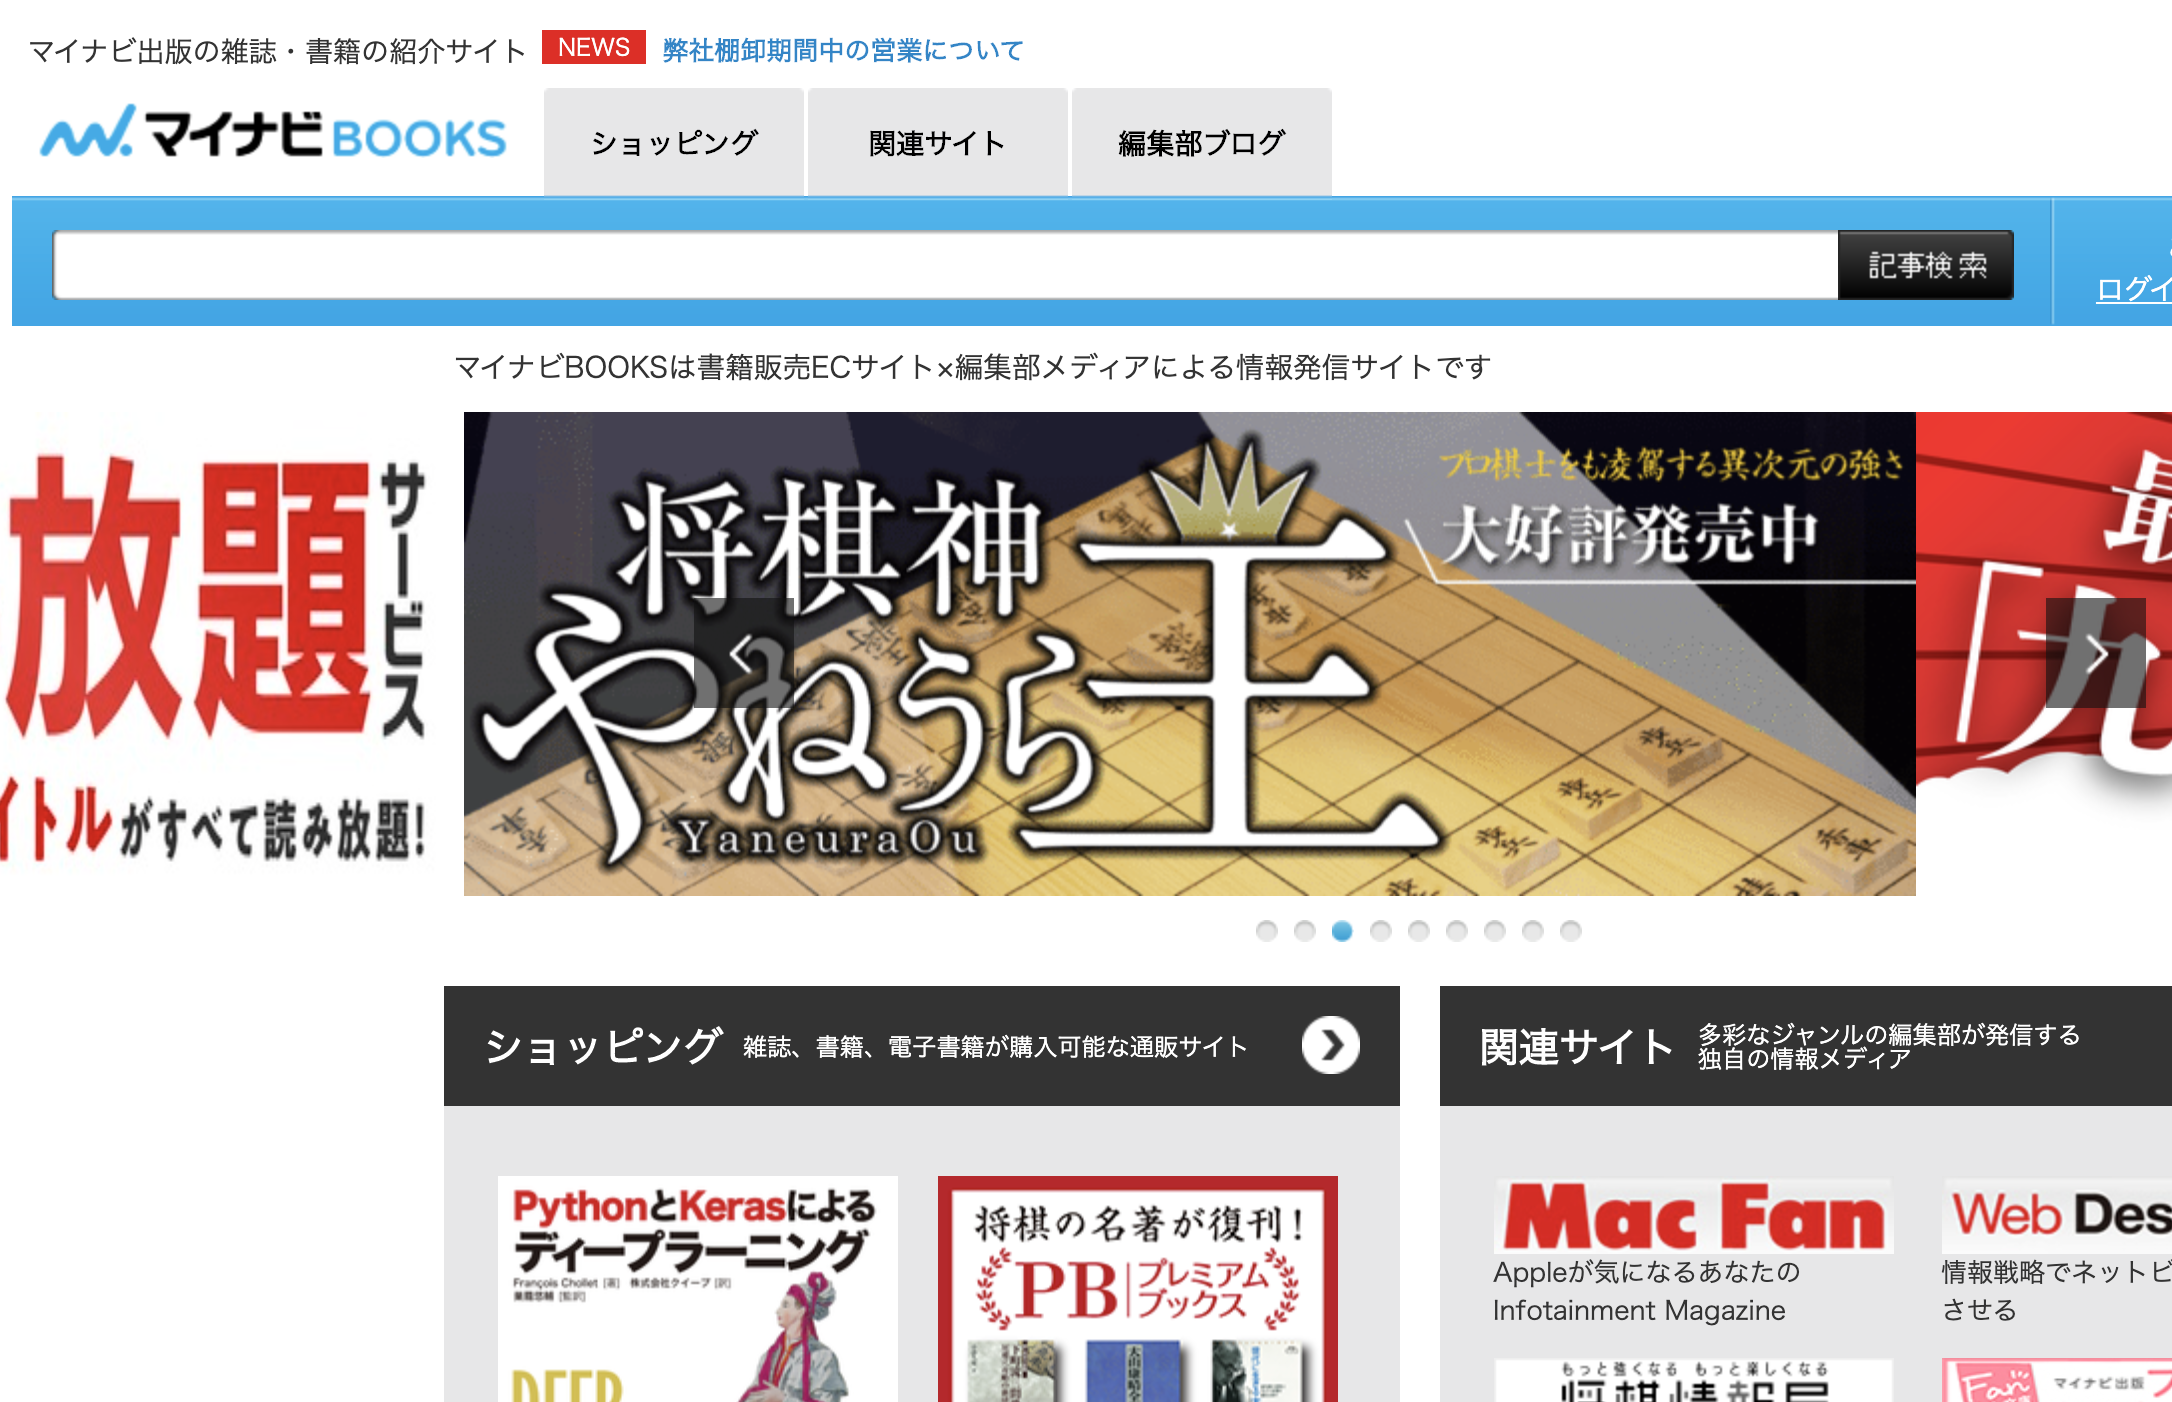 マイナビ出版の雑誌・書籍の紹介サイト NEWS 弊社棚卸期間中の営業について
マイナビBOOKS
ショッピング 関連サイト 編集部ブログ
記事検索
ログイ
マイナビBOOKSは書籍販売ECサイト×編集部メディアによる情報発信サイトです
放題
サービス
イトルがすべて読み放題!
将棋神
やねうら王
YaneuraOu
プロ棋士をも凌駕する異次元の強さ
大好評発売中
最
「九
ショッピング 雑誌、書籍、電子書籍が購入可能な通販サイト
関連サイト 多彩なジャンルの編集部が発信する
独自の情報メディア
PythonとKerasによる
ディープラーニング
François Chollet [著] 株式会社クイープ [訳]
巣籠悠輔 [監訳]
DEEP
将棋の名著が復刊!
PB プレミアム
ブックス
Mac Fan
Appleが気になるあなたの
Infotainment Magazine
Web Des
情報戦略でネットビ
させる
もっと強くなる もっと楽しくなる
将棋情報局
Fan
マイナビ出版